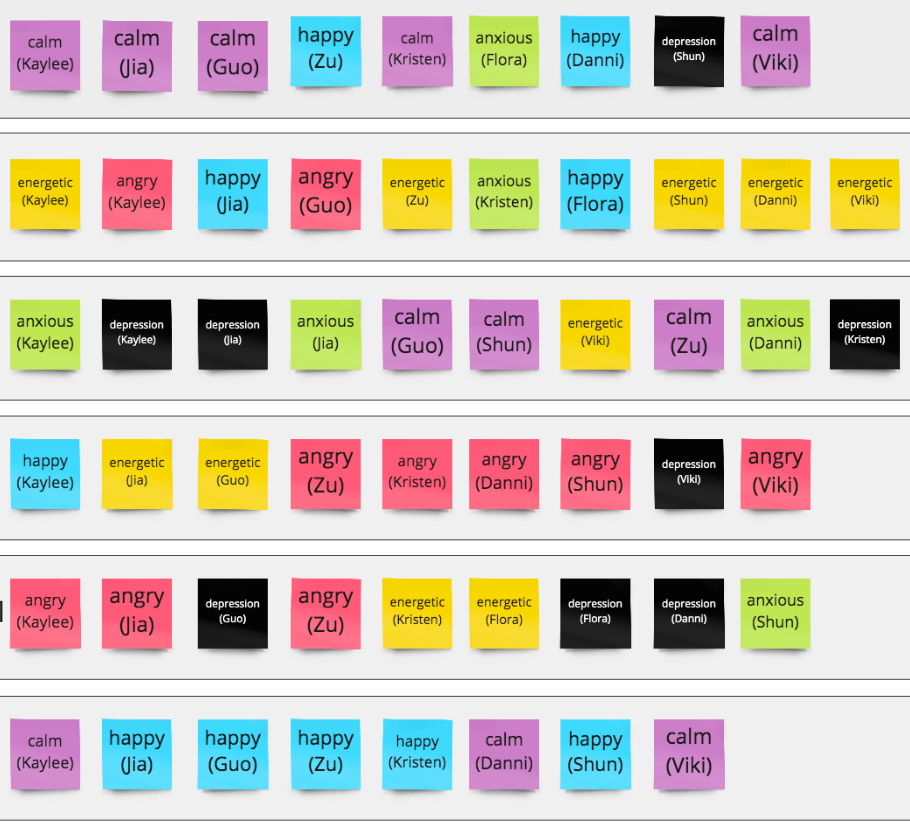 calm
(Kaylee)
calm
(Jia)
calm
(Guo)
happy
(Zu)
calm
(Kristen)
anxious
(Flora)
happy
(Danni)
depression
(Shun)
calm
(Viki)
energetic
(Kaylee)
angry
(Kaylee)
happy
(Jia)
angry
(Guo)
energetic
(Zu)
anxious
(Kristen)
happy
(Flora)
energetic
(Shun)
energetic
(Danni)
energetic
(Viki)
anxious
(Kaylee)
depression
(Kaylee)
depression
(Jia)
anxious
(Jia)
calm
(Guo)
calm
(Shun)
energetic
(Viki)
calm
(Zu)
anxious
(Danni)
depression
(Kristen)
happy
(Kaylee)
energetic
(Jia)
energetic
(Guo)
angry
(Zu)
angry
(Kristen)
angry
(Danni)
angry
(Shun)
depression
(Viki)
angry
(Viki)
angry
(Kaylee)
angry
(Jia)
depression
(Guo)
angry
(Zu)
energetic
(Kristen)
energetic
(Flora)
depression
(Flora)
depression
(Danni)
anxious
(Shun)
calm
(Kaylee)
happy
(Jia)
happy
(Guo)
happy
(Zu)
happy
(Kristen)
calm
(Danni)
happy
(Shun)
calm
(Viki)